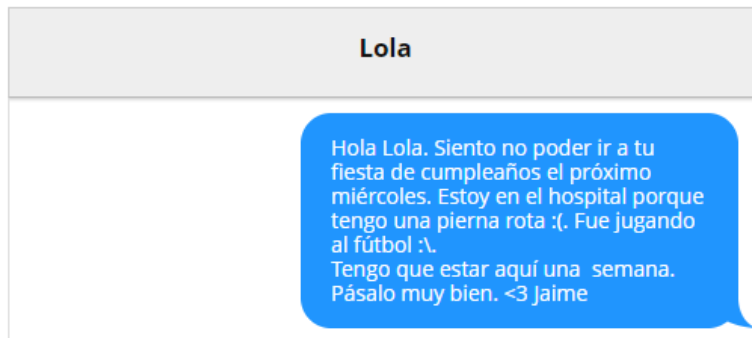 Lola
Hola Lola. Siento no poder ir a tu
fiesta de cumpleaños el próximo
miércoles. Estoy en el hospital porque
tengo una pierna rota :(. Fue jugando
al fútbol :\.
Tengo que estar aquí una  semana.
Pásalo muy bien. <3 Jaime